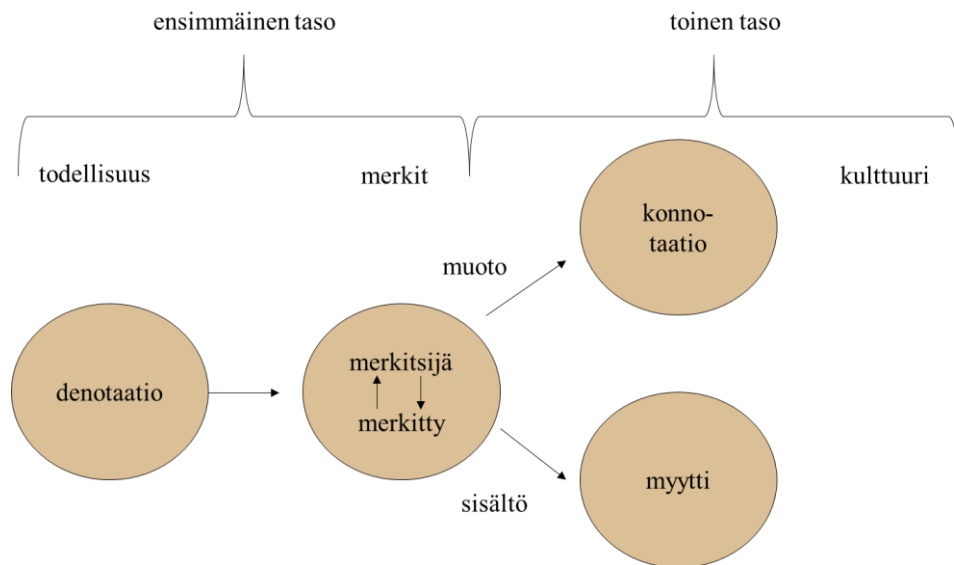 ensimmäinen taso
toinen taso
todellisuus
merkit
kulttuuri
konno-
taatio
muoto
denotaatio
merkitsijä
merkitty
sisältö
myytti